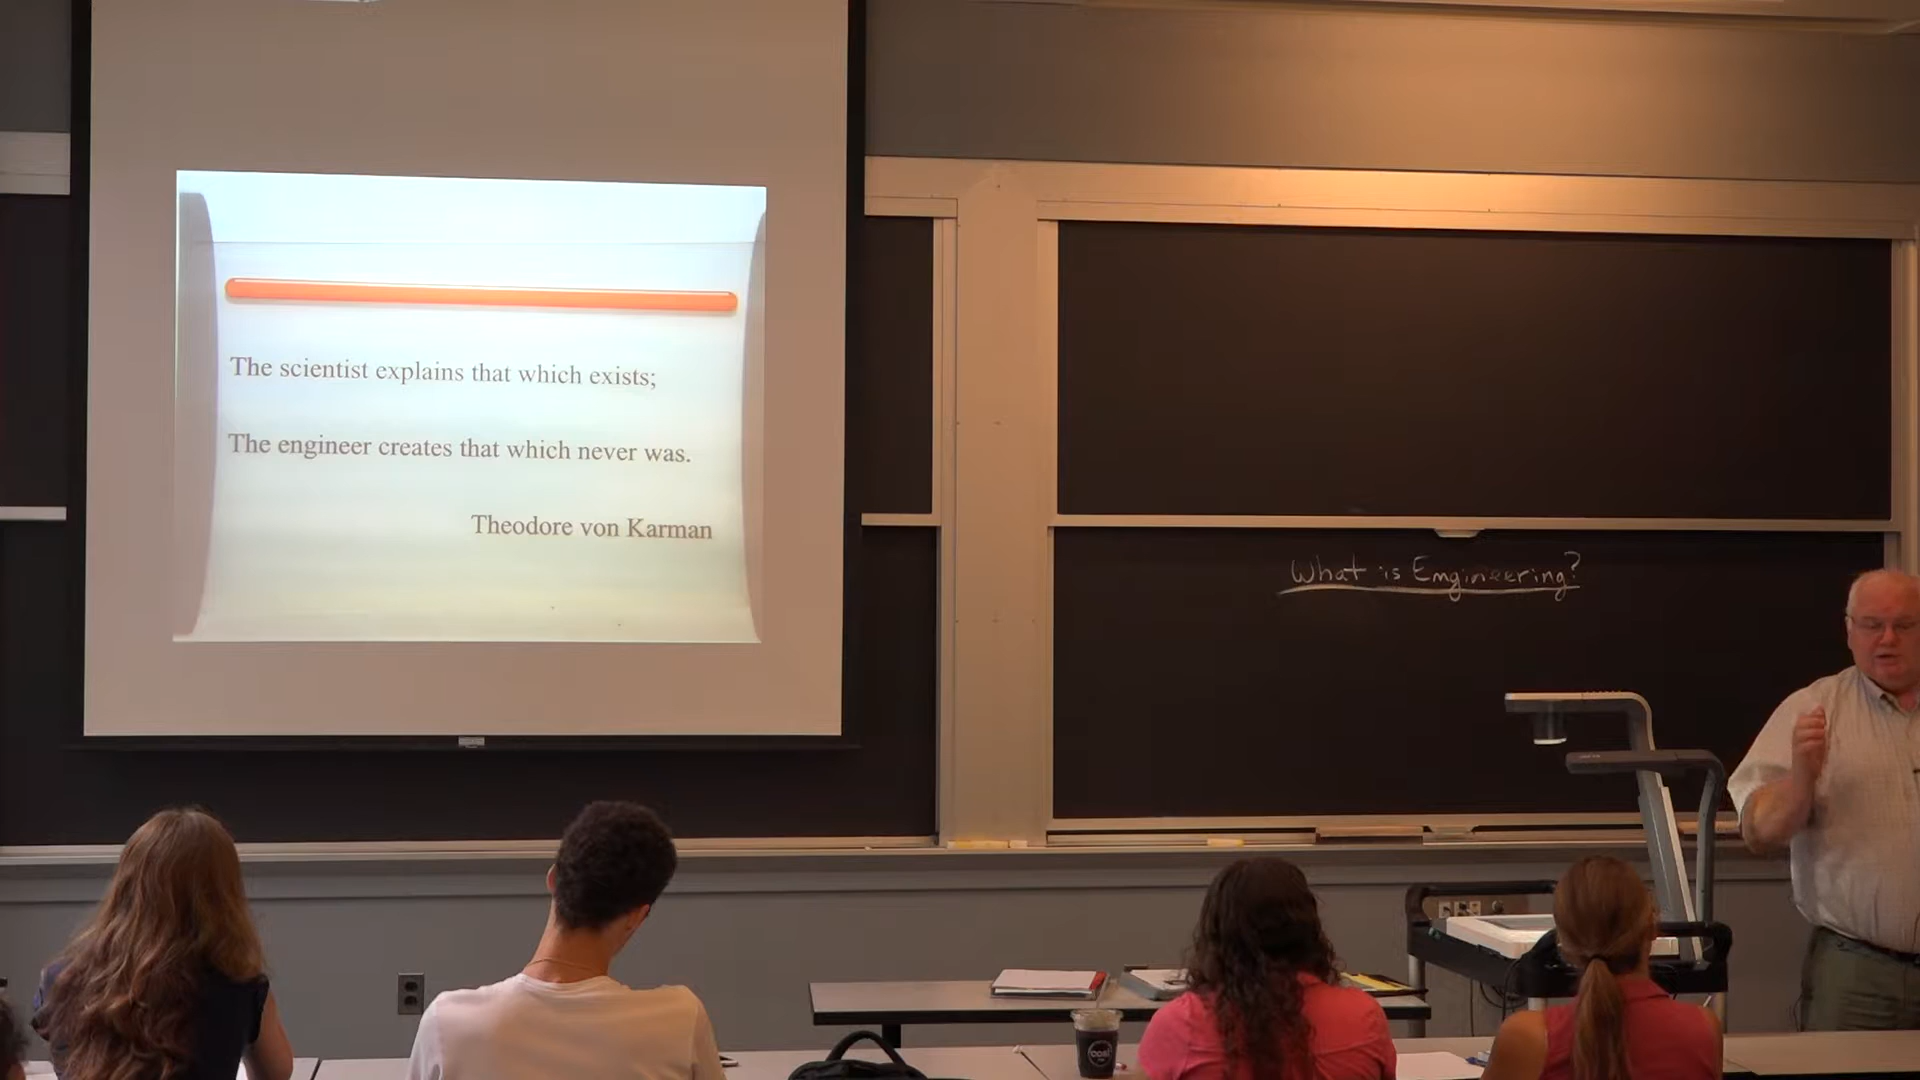 The scientist explains that which exists;
The engineer creates that which never was.
Theodore von Karman
What is Engineering?